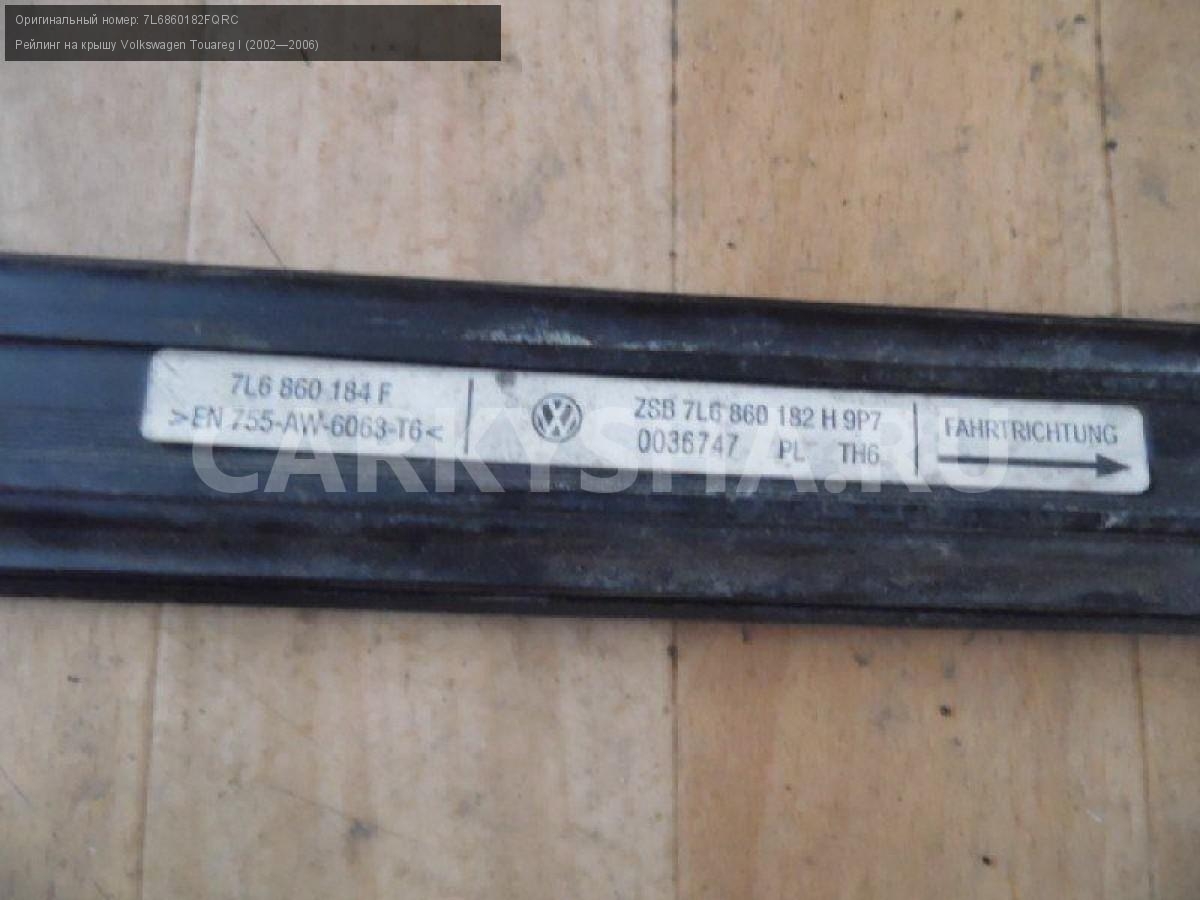 Оригинальный номер: 7L6860182FQRC
Рейлинг на крышу Volkswagen Touareg I (2002—2006)
7L6 860 184 F
>EN 755-AW-6063-T6<
ZSB 7L6 860 182 H 9P7
0036747 PL TH6
FAHRTRICHTUNG
CARKYSHA.RU